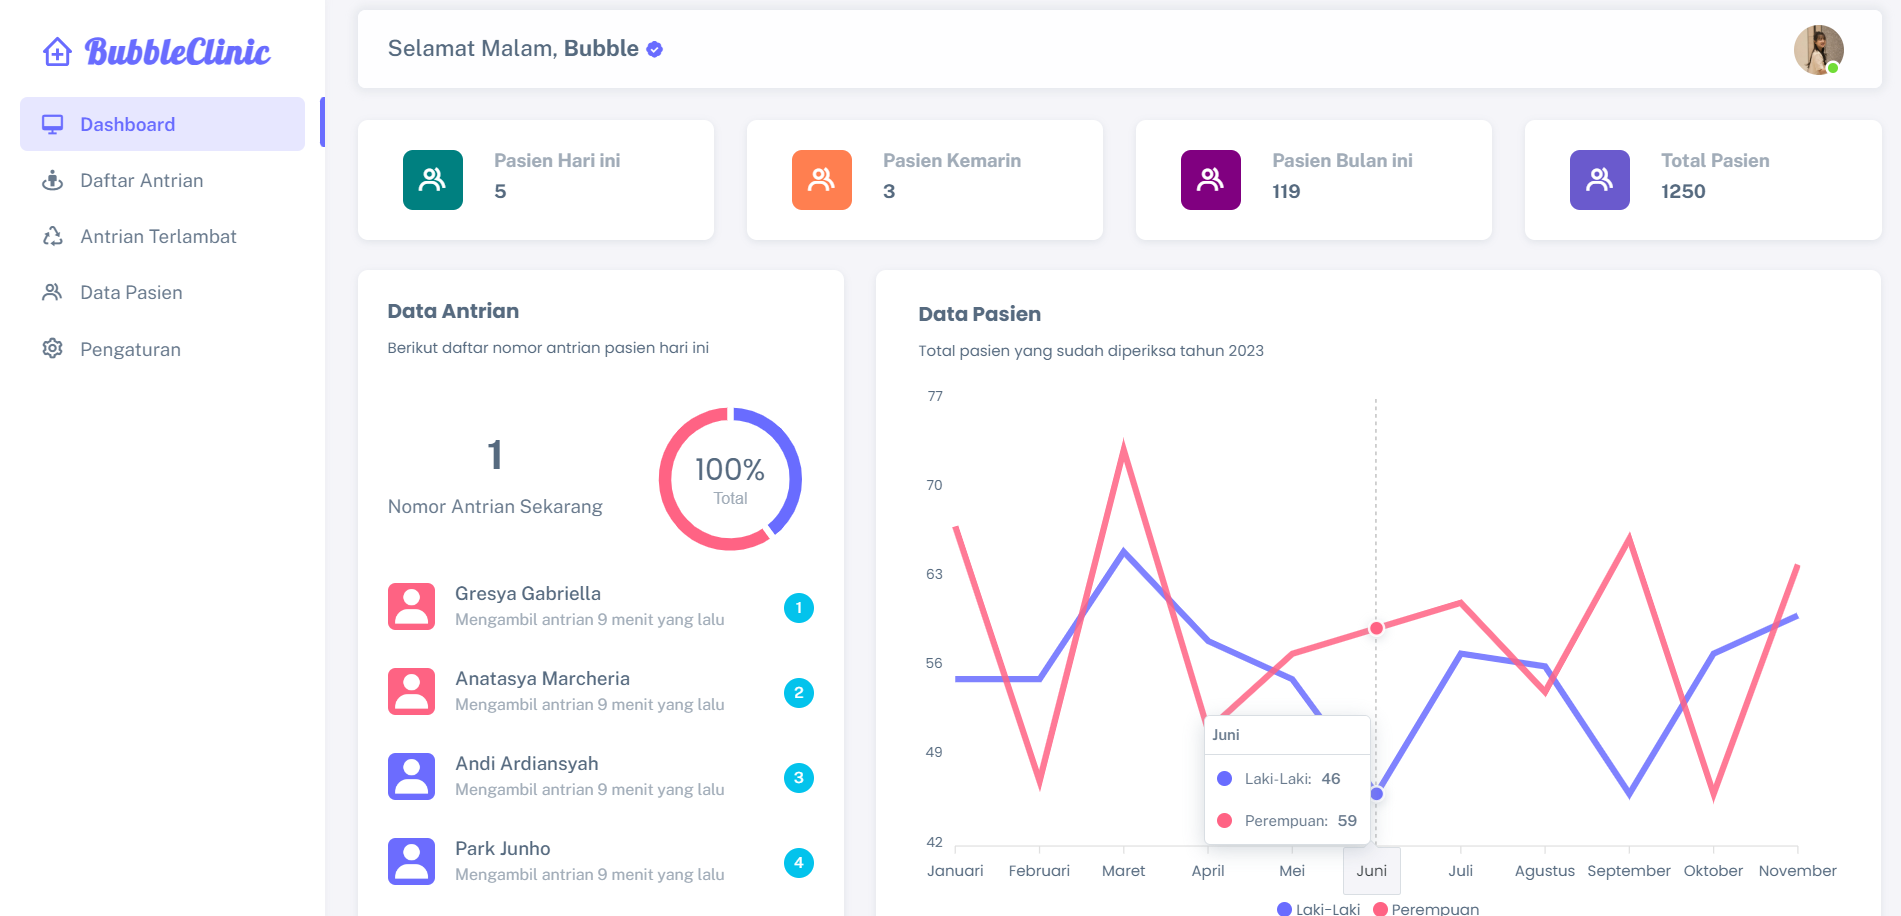 BubbleClinic
Dashboard
Daftar Antrian
Antrian Terlambat
Data Pasien
Pengaturan
Selamat Malam, Bubble
Pasien Hari ini
5
Pasien Kemarin
3
Pasien Bulan ini
119
Total Pasien
1250
Data Antrian
Berikut daftar nomor antrian pasien hari ini
1
Nomor Antrian Sekarang
100%
Total
Gresya Gabriella
Mengambil antrian 9 menit yang lalu
1
Anatasya Marcheria
Mengambil antrian 9 menit yang lalu
2
Andi Ardiansyah
Mengambil antrian 9 menit yang lalu
3
Park Junho
Mengambil antrian 9 menit yang lalu
4
Data Pasien
Total pasien yang sudah diperiksa tahun 2023
77
70
63
56
49
42
Juni
Laki-Laki: 46
Perempuan: 59
Januari Februari Maret April Mei Juni Juli Agustus September Oktober November
Laki-Laki Perempuan